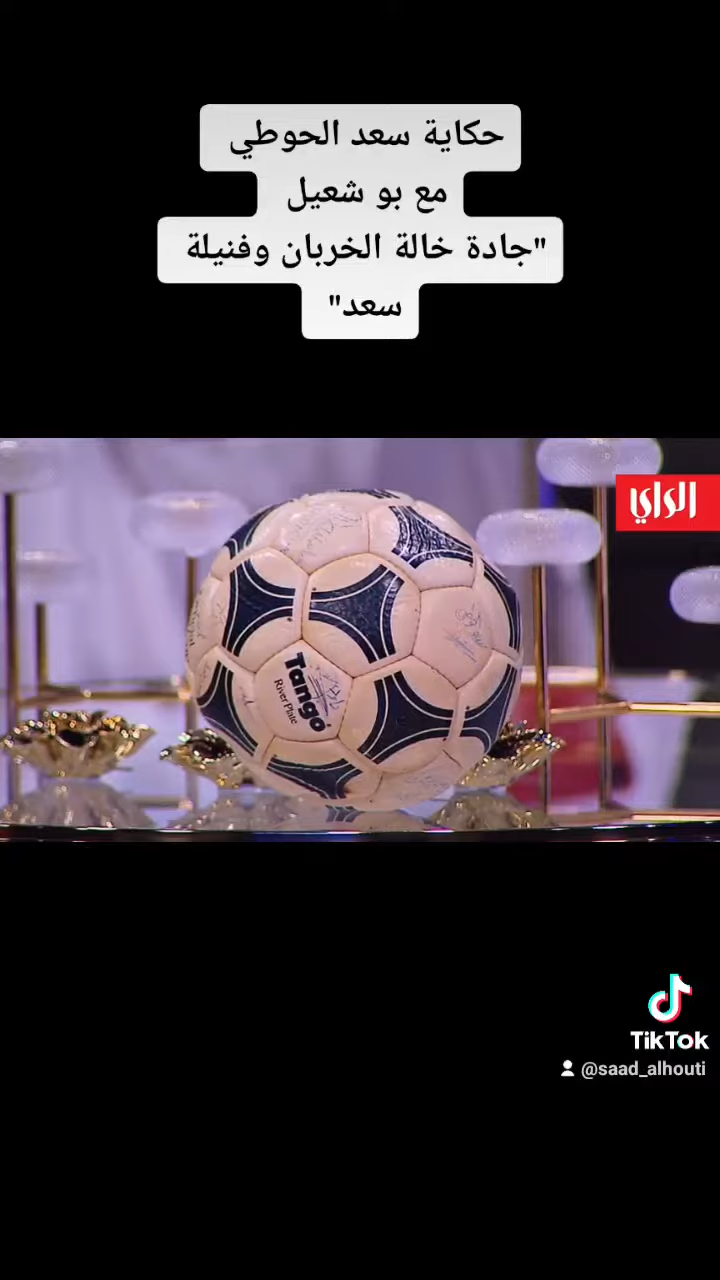 حكاية سعد الحوطي
مع بو شعيل
"جادة خالة الخربان وفنيلة
سعد"
الراي
Tango
River Plate
TikTok
@saad_alhouti